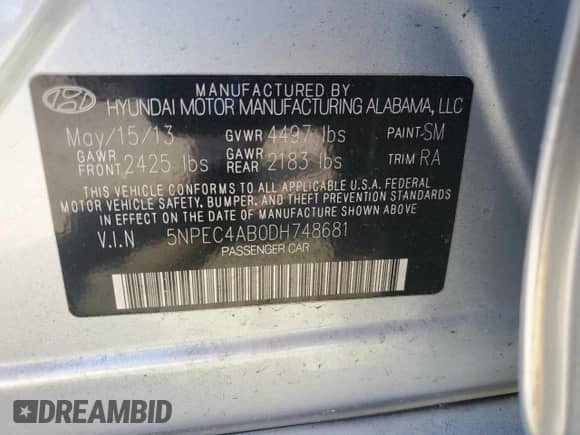 MANUFACTURED BY
HYUNDAI MOTOR MANUFACTURING ALABAMA, LLC
May/15/13 GVWR 4497 lbs PAINT-SM
GAWR FRONT 2425 lbs GAWR REAR 2183 lbs TRIM RA
THIS VEHICLE CONFORMS TO ALL APPLICABLE U.S.A. FEDERAL
MOTOR VEHICLE SAFETY, BUMPER, AND THEFT PREVENTION STANDARDS
IN EFFECT ON THE DATE OF MANUFACTURE SHOWN ABOVE
V.I.N 5NPEC4AB0DH748681
PASSENGER CAR
DREAMBID